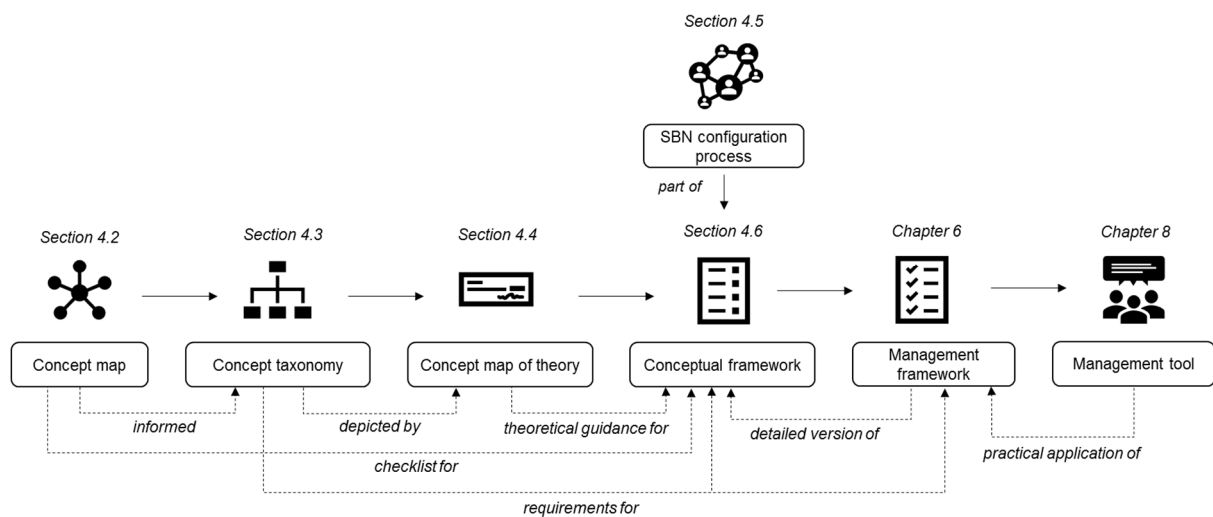 Section 4.5
SBN configuration
process
part of
Section 4.2
Section 4.3
Section 4.4
Section 4.6
Chapter 6
Chapter 8
Concept map
Concept taxonomy
Concept map of theory
Conceptual framework
Management
framework
Management tool
informed
depicted by
theoretical guidance for
detailed version of
practical application of
checklist for
requirements for